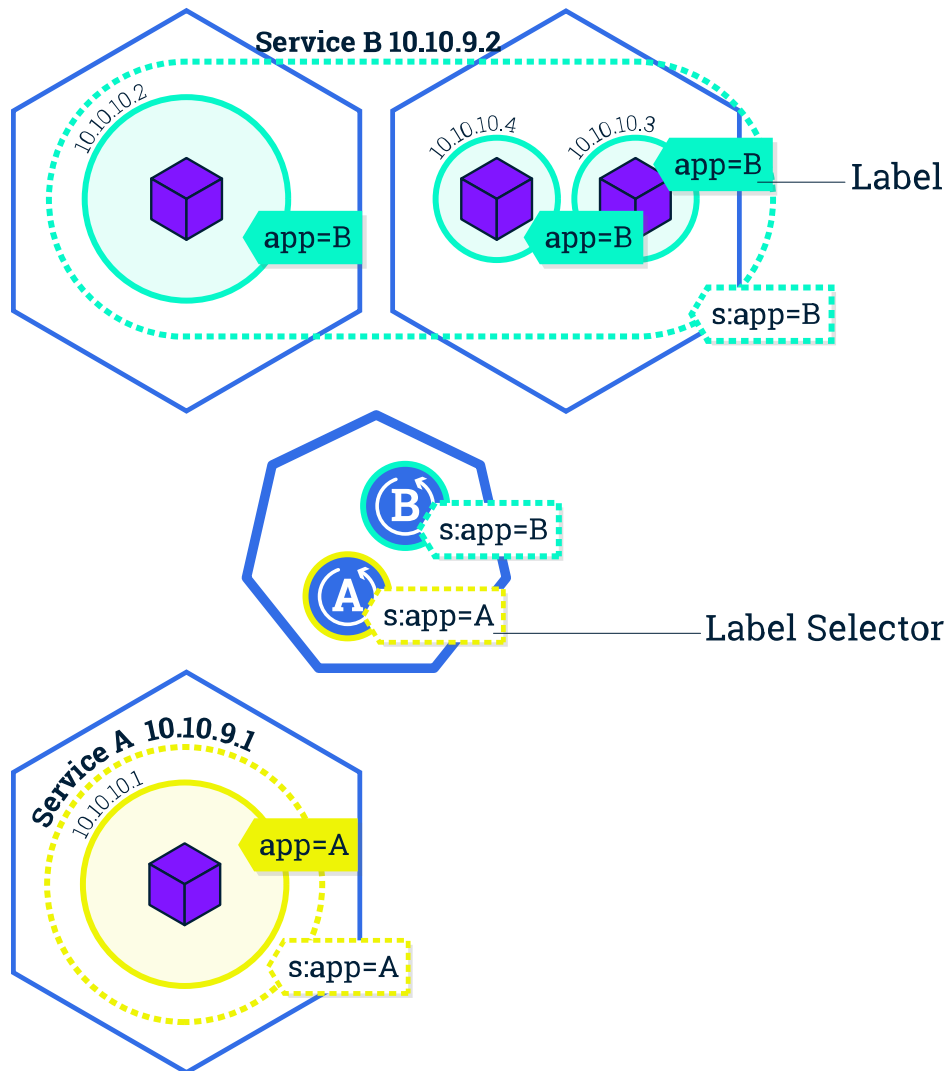 Service B 10.10.9.2
10.10.10.2
10.10.10.4
10.10.10.3
app=B
Label
app=B
app=B
s:app=B
B
s:app=B
A
s:app=A
Label Selector
Service A 10.10.9.1
10.10.10.1
app=A
s:app=A